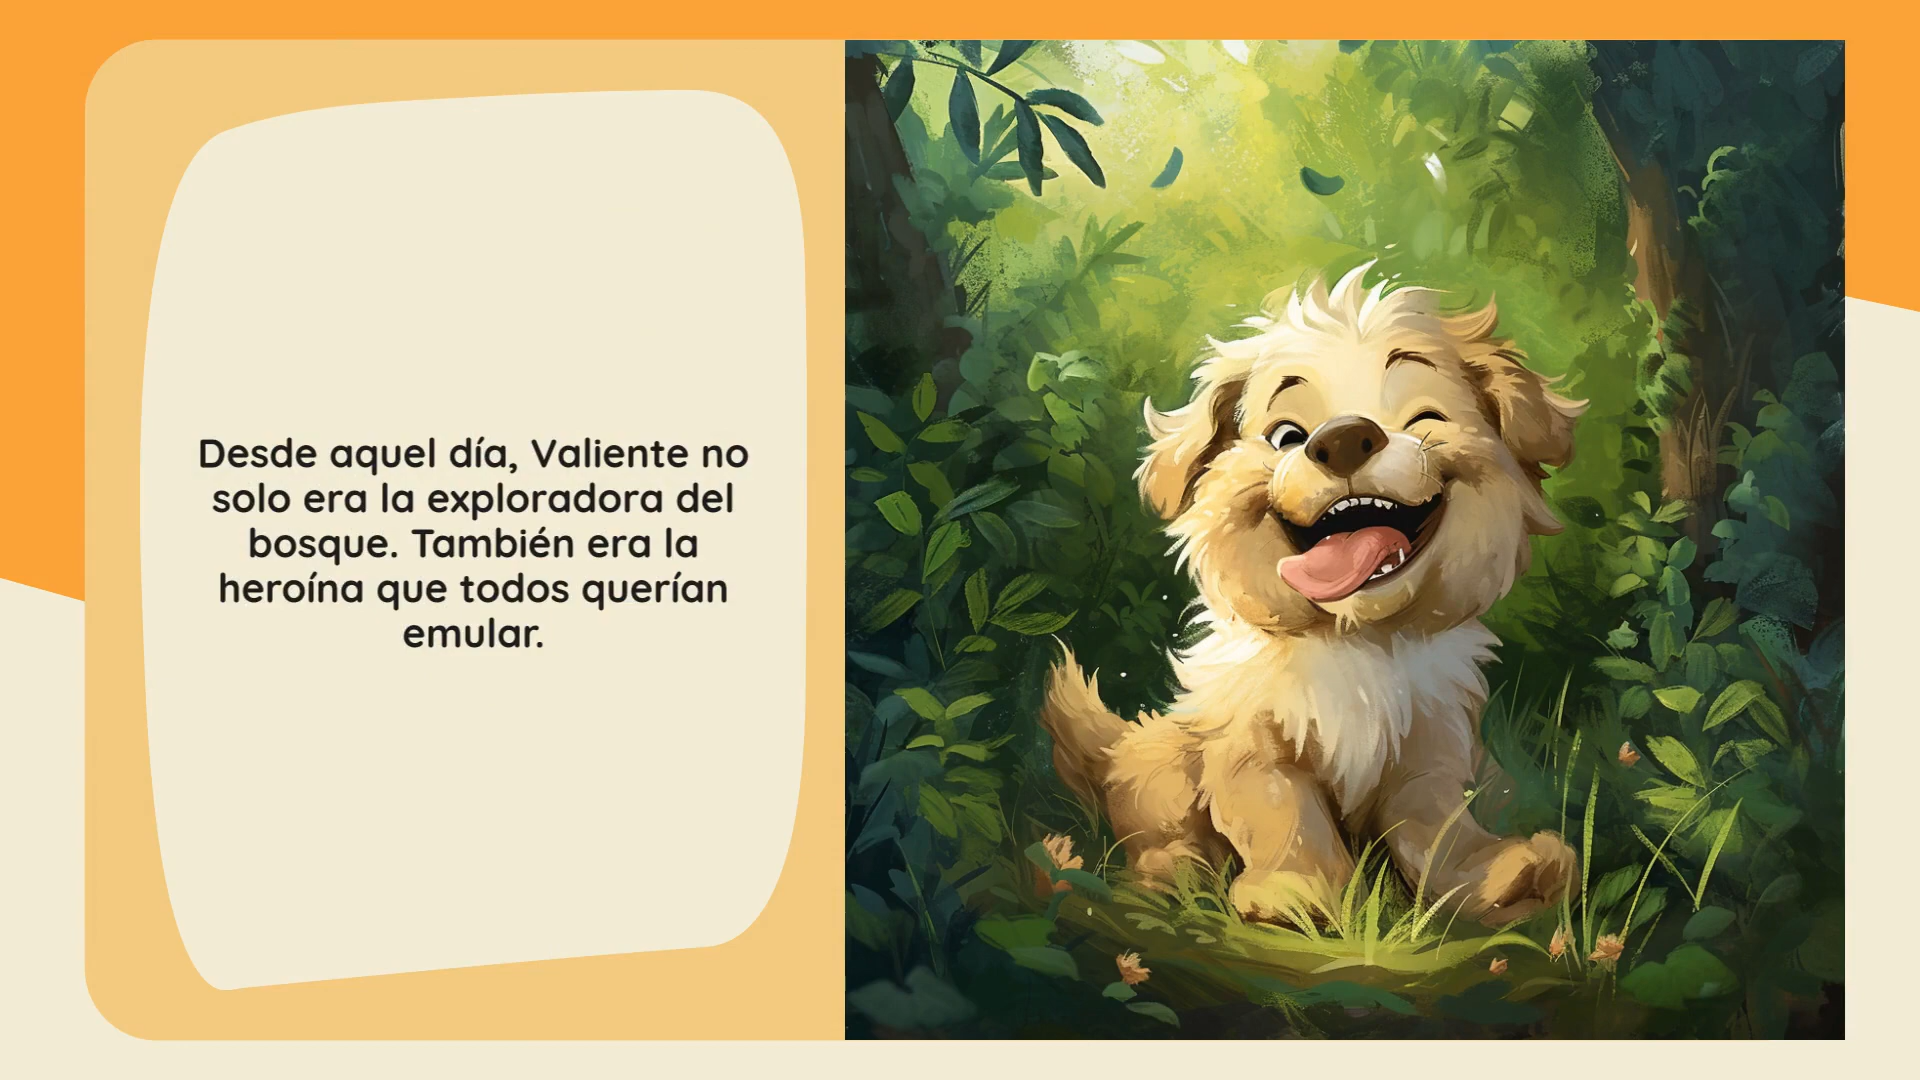 Desde aquel día, Valiente no
solo era la exploradora del
bosque. También era la
heroína que todos querían
emular.